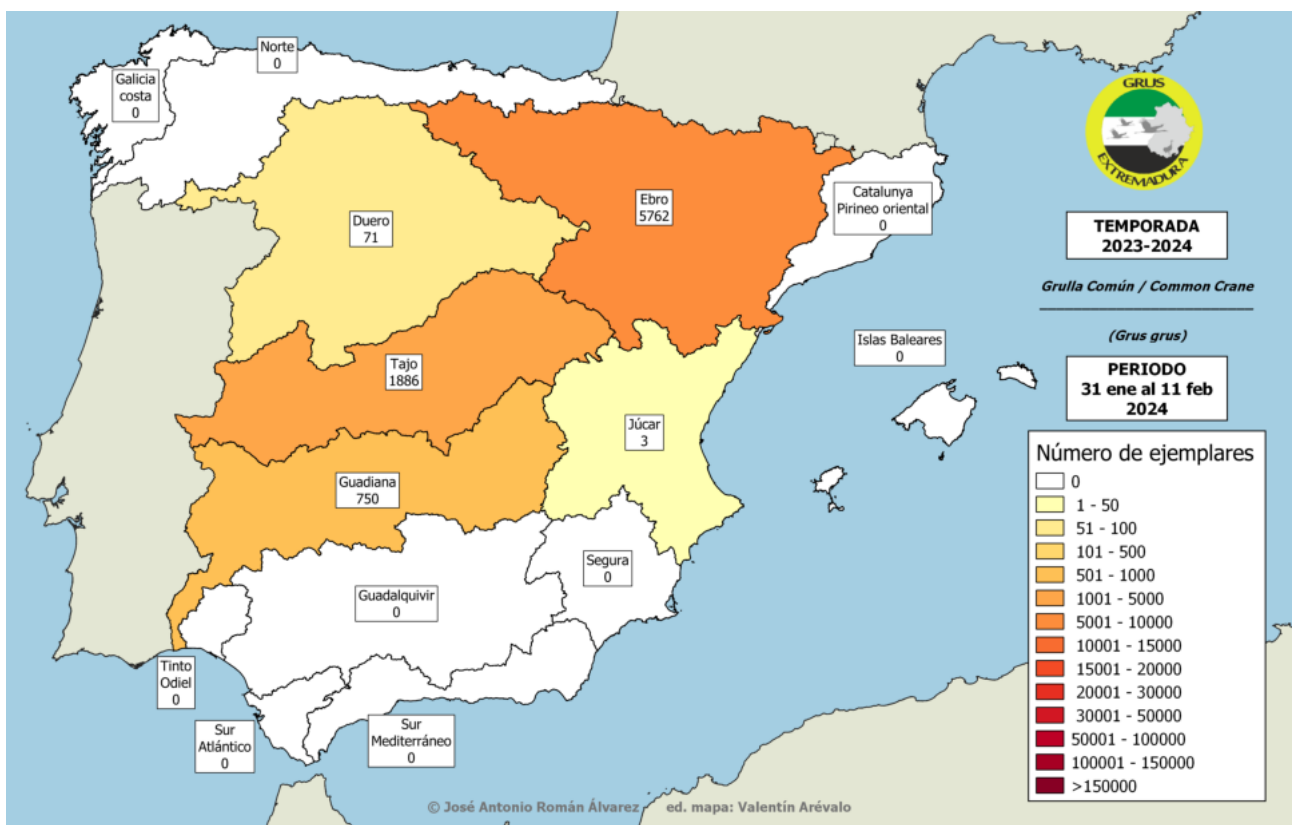 Norte
0
Galicia
costa
0
GRUS
EXTREMADURA
Catalunya
Pirineo oriental
0
Ebro
5762
Duero
71
TEMPORADA
2023-2024
Grulla Común / Common Crane
(Grus grus)
Islas Baleares
0
Tajo
1886
PERIODO
31 ene al 11 feb
2024
Júcar
3
Guadiana
750
Número de ejemplares
0
1 - 50
51 - 100
101 - 500
501 - 1000
1001 - 5000
5001 - 10000
10001 - 15000
15001 - 20000
20001 - 30000
30001 - 50000
50001 - 100000
100001 - 150000
>150000
Segura
0
Guadalquivir
0
Tinto
Odiel
0
Sur
Atlántico
0
Sur
Mediterráneo
0
© José Antonio Román Álvarez ed. mapa: Valentín Arévalo